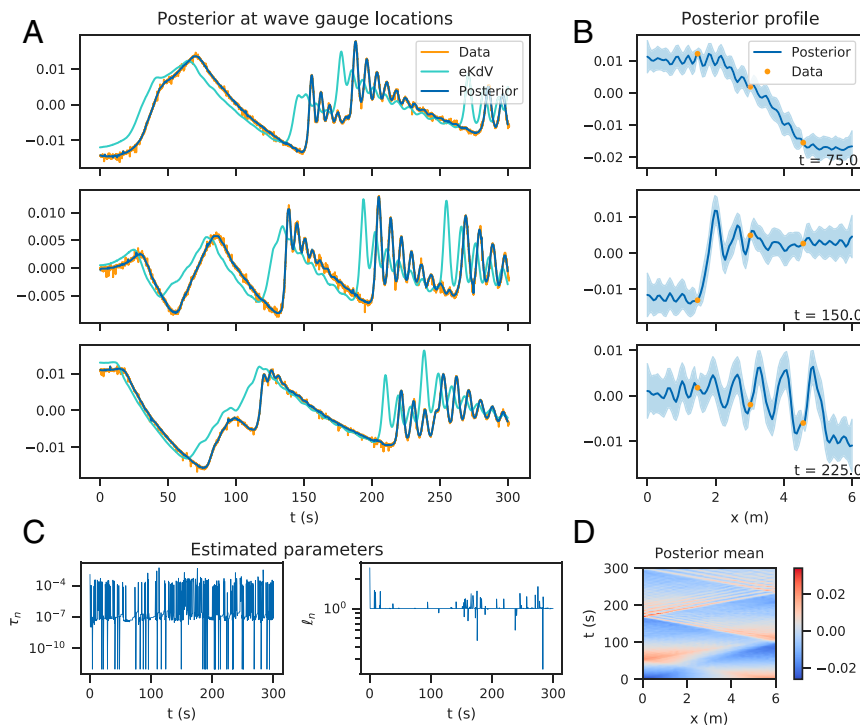 A
Posterior at wave gauge locations
Data
eKdV
Posterior
0.01
0.00
−0.01
0.010
0.005
0.000
−0.005
0.01
0.00
−0.01
0 50 100 150 200 250 300
t (s)
B
Posterior profile
Posterior
Data
0.01
0.00
−0.01
−0.02
t = 75.0
0.01
0.00
−0.01
t = 150.0
0.01
0.00
−0.01
t = 225.0
0 2 4 6
x (m)
C
Estimated parameters
10⁻⁴
10⁻⁷
10⁻¹⁰
τₙ
0 100 200 300
t (s)
10⁰
ℓₙ
0 100 200 300
t (s)
D
Posterior mean
300
200
100
0
t (s)
0 2 4 6
x (m)
0.02
0.00
−0.02